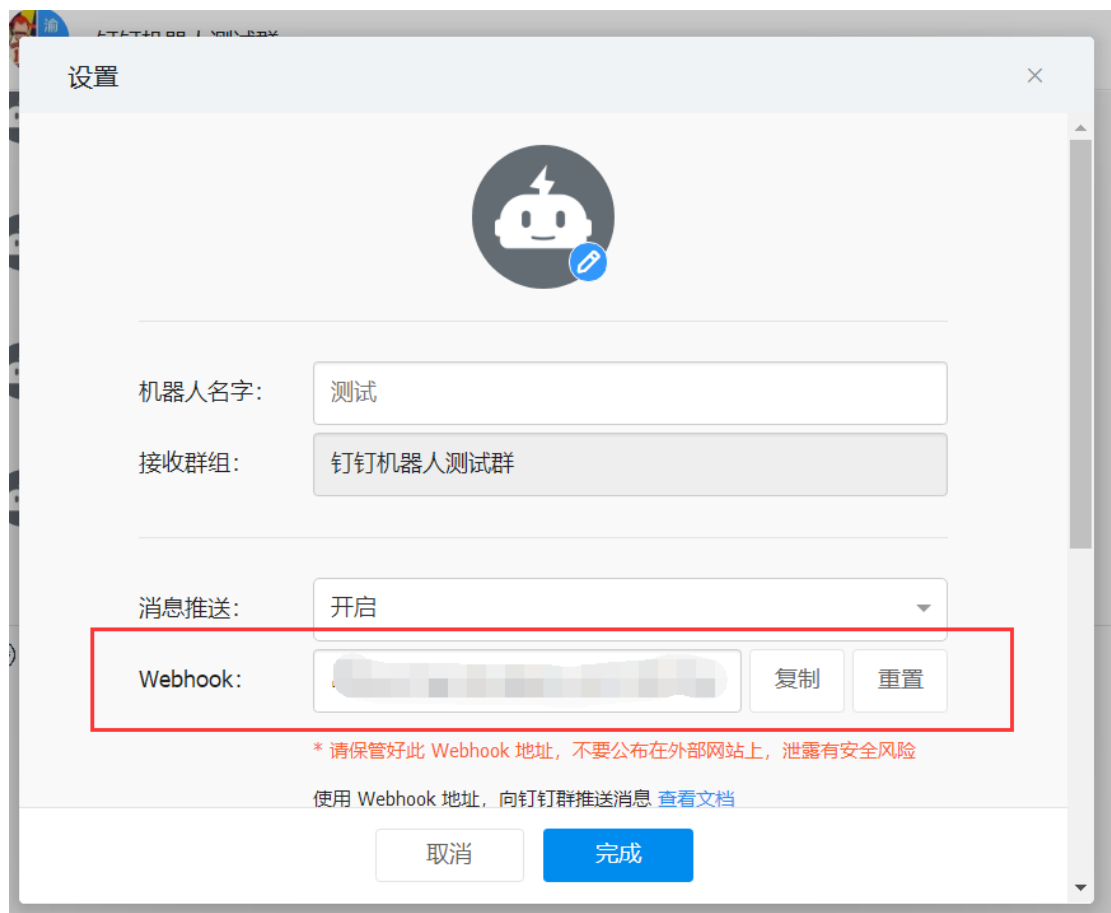 渝
设置
机器人名字：
测试
接收群组：
钉钉机器人测试群
消息推送：
开启
Webhook：
复制
重置
* 请保管好此 Webhook 地址，不要公布在外部网站上，泄露有安全风险
使用 Webhook 地址，向钉钉群推送消息 查看文档
取消
完成